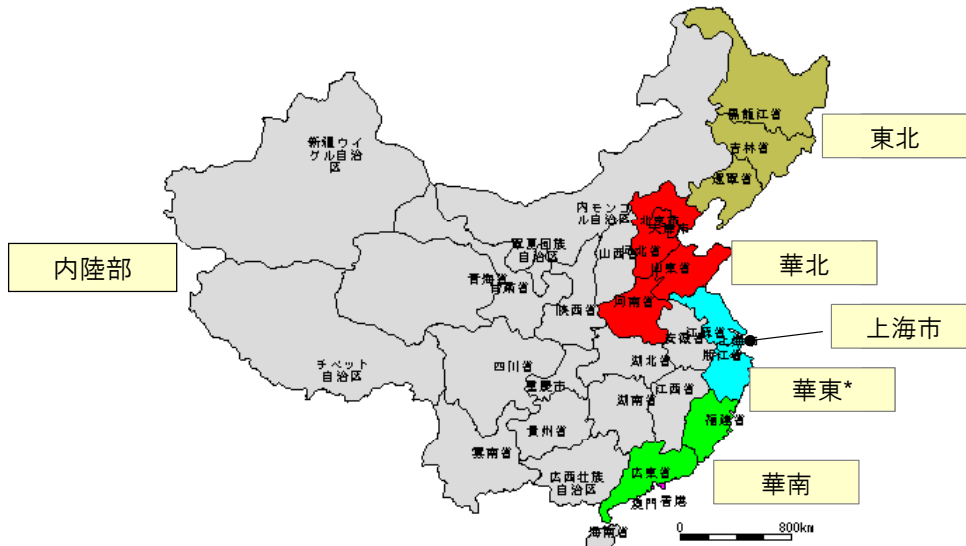 黒龍江省
東北
吉林省
新疆ウイ
グル自治
区
遼寧省
内モンゴ
ル自治区
北京市
天津市
寧夏回族
自治区
山西省
河北省
華北
内陸部
山東省
青海省
甘粛省
河南省
陝西省
江蘇省
上海市
安徽省
上海市
浙江省
湖北省
チベット
自治区
四川省
重慶市
江西省
華東*
湖南省
福建省
貴州省
雲南省
広西壮族
自治区
広東省
華南
澳門
香港
海南省
0
800km